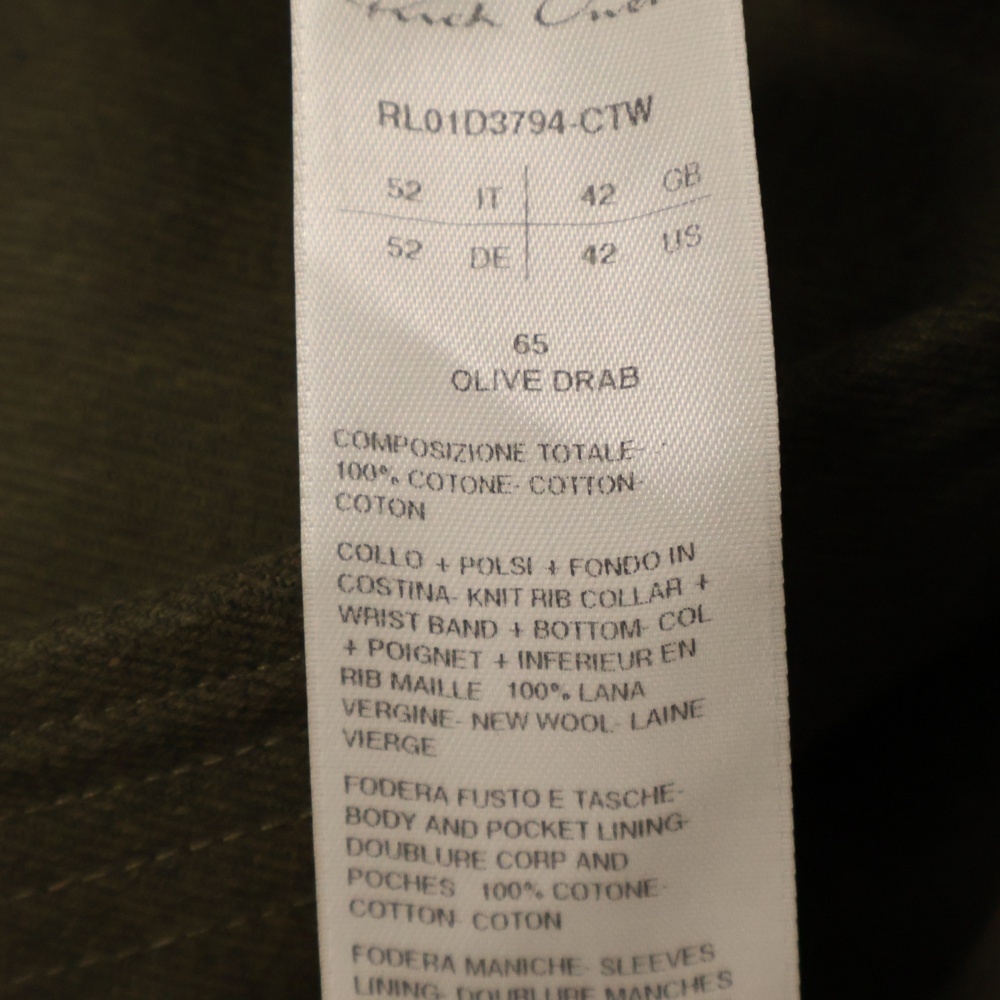 RL01D3794-CTW
52 IT 42 GB
52 DE 42 US
65
OLIVE DRAB
COMPOSIZIONE TOTALE-
100% COTONE- COTTON-
COTON
COLLO + POLSI + FONDO IN
COSTINA- KNIT RIB COLLAR +
WRIST BAND + BOTTOM- COL
+ POIGNET + INFERIEUR EN
RIB MAILLE 100% LANA
VERGINE- NEW WOOL- LAINE
VIERGE
FODERA FUSTO E TASCHE-
BODY AND POCKET LINING-
DOUBLURE CORP AND
POCHES 100% COTONE-
COTTON- COTON
FODERA MANICHE- SLEEVES
LINING- DOUBLURE MANCHES